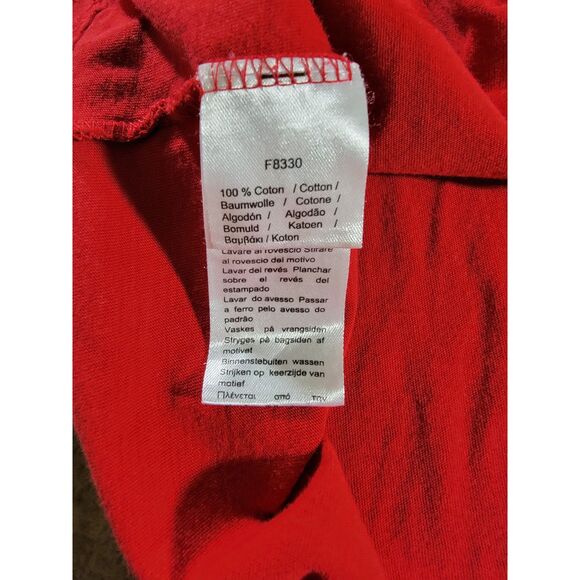 F8330
100 % Coton / Cotton /
Baumwolle / Cotone /
Algodón / Algodão /
Bomuld / Katoen /
Βαμβάκι / Koton
Lavare al rovescio Stirare
al rovescio del motivo
Lavar del revés Planchar
sobre el revés del
estampado
Lavar do avesso Passar
a ferro pelo avesso do
padrão
Vaskes på vrangsiden
Stryges på bagsiden af
motivet
Binnenstebuiten wassen
Strijken op keerzijde van
motief
Πλένεται από την